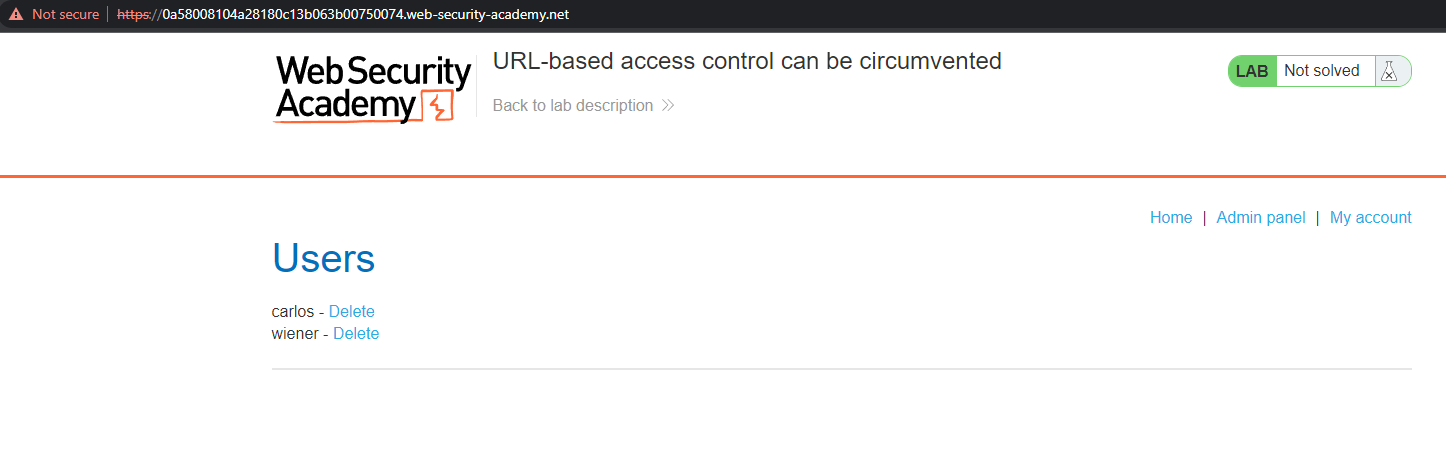 Not secure | https://0a58008104a28180c13b063b00750074.web-security-academy.net
Web Security
Academy
URL-based access control can be circumvented
Back to lab description >>
LAB Not solved
Home | Admin panel | My account
Users
carlos - Delete
wiener - Delete